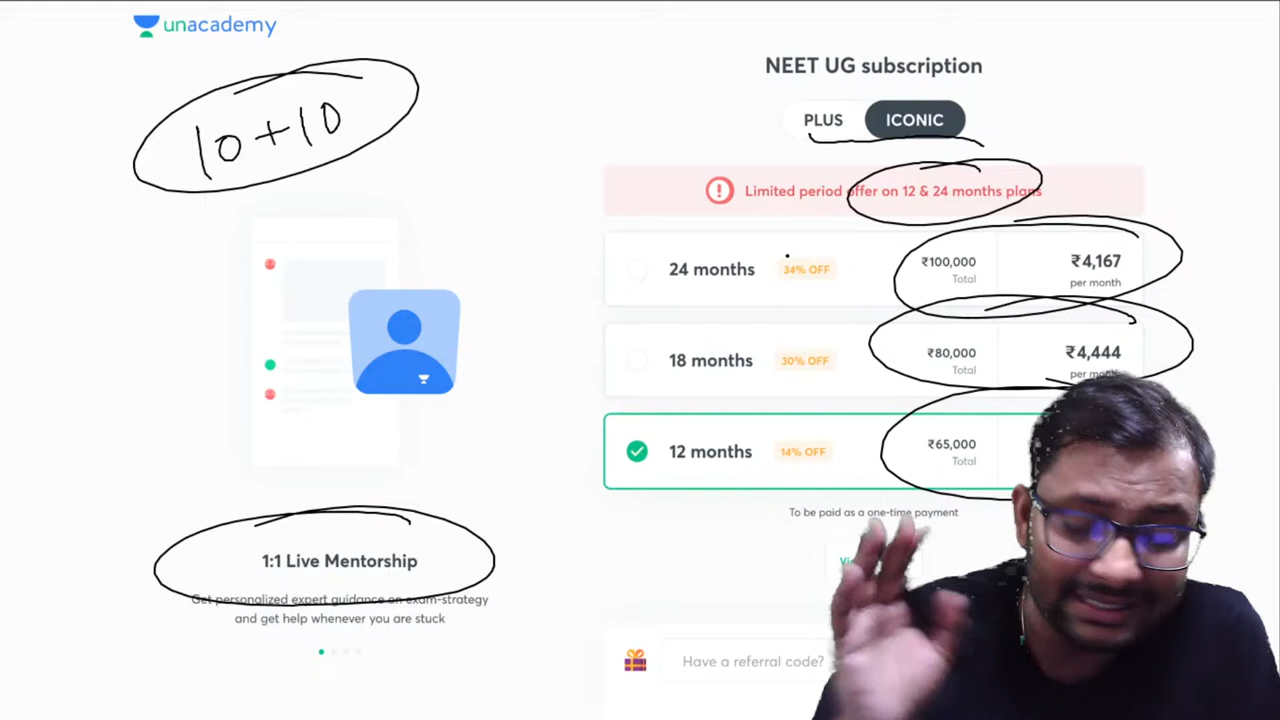 unacademy
10+10
1:1 Live Mentorship
Get personalized expert guidance on exam-strategy
and get help whenever you are stuck
NEET UG subscription
PLUS ICONIC
Limited period offer on 12 & 24 months plans
24 months 34% OFF ₹100,000 ₹4,167
Total per month
18 months 30% OFF ₹80,000 ₹4,444
Total per month
12 months 14% OFF ₹65,000
Total
To be paid as a one-time payment
Have a referral code?